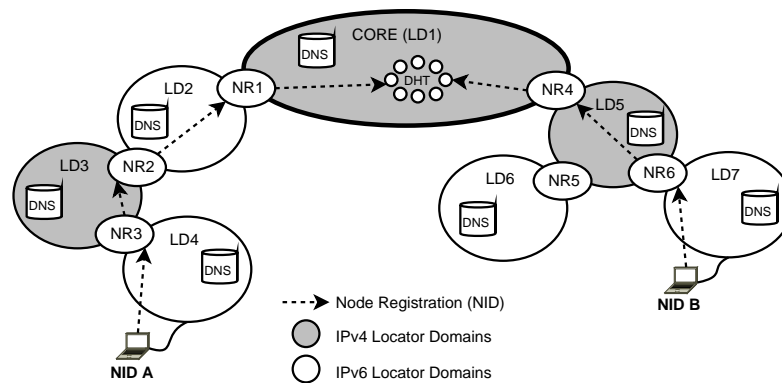 CORE (LD1)
DNS
DHT
LD2
NR1
NR4
DNS
LD5
DNS
LD3
NR2
DNS
LD6
NR5
NR6
LD7
NR3
LD4
DNS
DNS
DNS
NID A
NID B
Node Registration (NID)
IPv4 Locator Domains
IPv6 Locator Domains